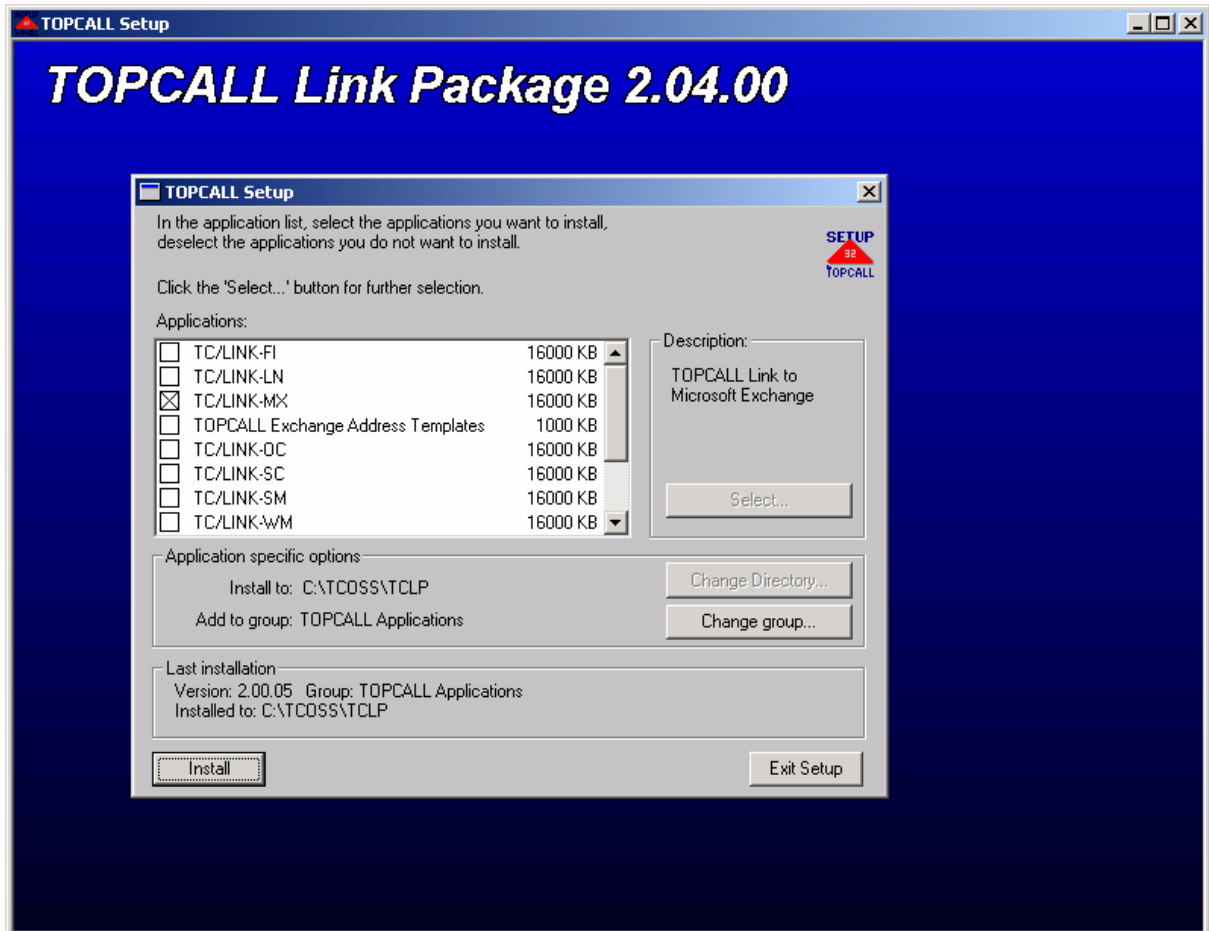 TOPCALL Setup
TOPCALL Link Package 2.04.00
TOPCALL Setup
In the application list, select the applications you want to install,
deselect the applications you do not want to install.
SETUP
32
TOPCALL
Click the 'Select...' button for further selection.
Applications:
TC/LINK-FI 16000 KB
TC/LINK-LN 16000 KB
TC/LINK-MX 16000 KB
TOPCALL Exchange Address Templates 1000 KB
TC/LINK-OC 16000 KB
TC/LINK-SC 16000 KB
TC/LINK-SM 16000 KB
TC/LINK-WM 16000 KB
Description:
TOPCALL Link to
Microsoft Exchange
Select...
Application specific options
Install to: C:\TCOSS\TCLP
Change Directory...
Add to group: TOPCALL Applications
Change group...
Last installation
Version: 2.00.05 Group: TOPCALL Applications
Installed to: C:\TCOSS\TCLP
Install
Exit Setup